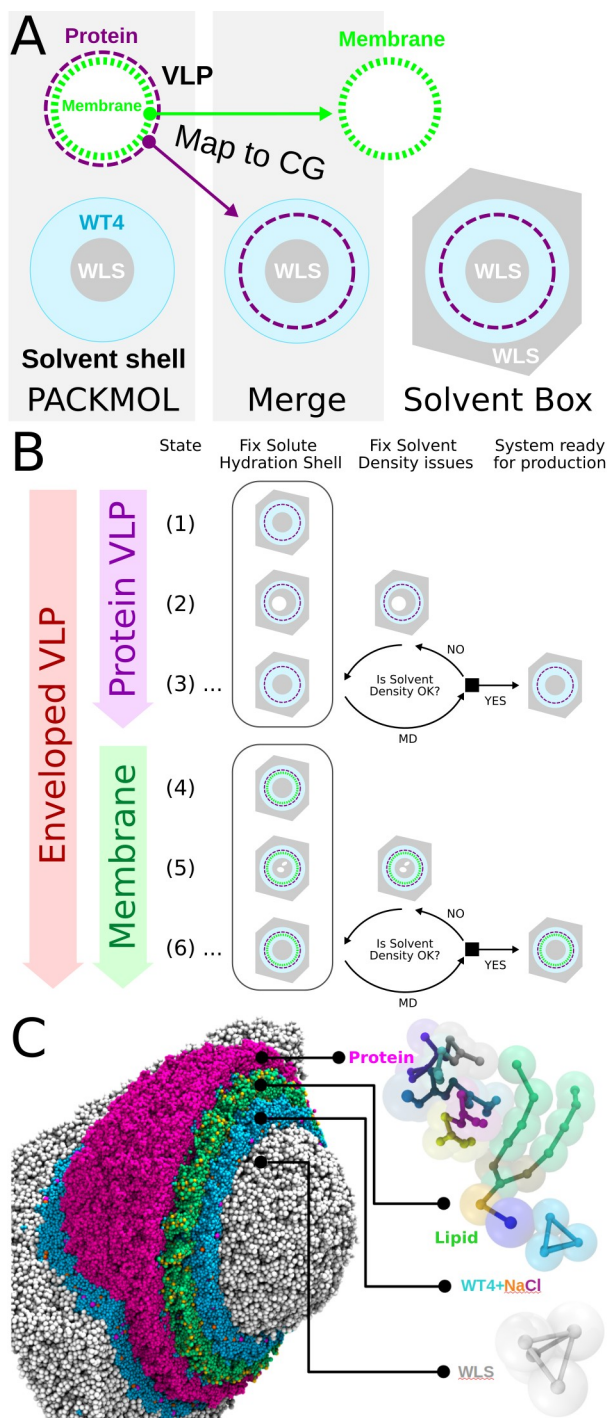 A
Protein
VLP
Membrane
Membrane
Map to CG
WT4
WLS
WLS
WLS
WLS
Solvent shell
PACKMOL
Merge
Solvent Box
B
State
Fix Solute
Hydration Shell
Fix Solvent
Density issues
System ready
for production
Enveloped VLP
Protein VLP
(1)
(2)
(3) ...
NO
Is Solvent
Density OK?
YES
MD
Membrane
(4)
(5)
(6) ...
NO
Is Solvent
Density OK?
YES
MD
C
Protein
Lipid
WT4+NaCl
WLS